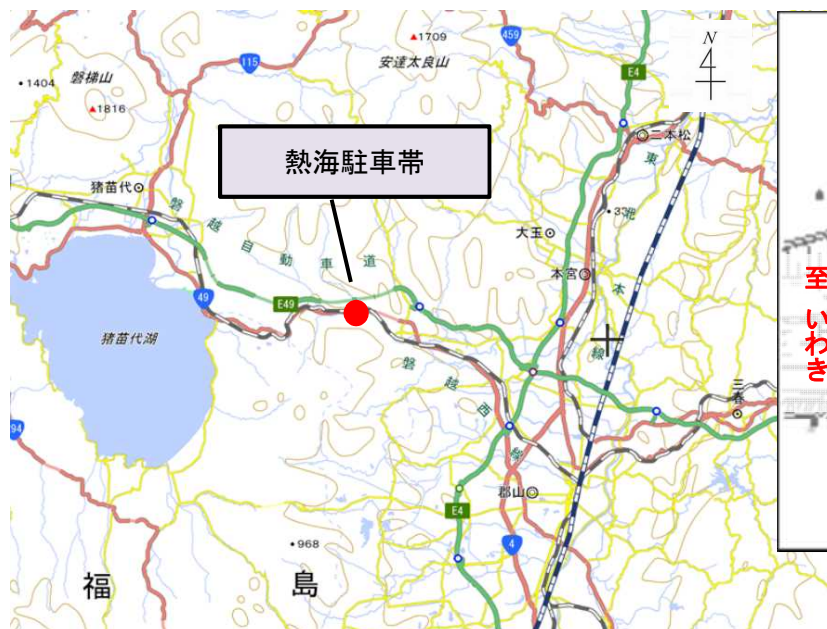 1709
459
磐梯山
115
安達太良山
1404
E4
N
1816
二本松
熱海駐車帯
東北本線
猪苗代
磐越自動車道
大玉
本宮
49
E49
至 いわき
猪苗代湖
磐越西線
三春
94
郡山
E4
4
968
福島